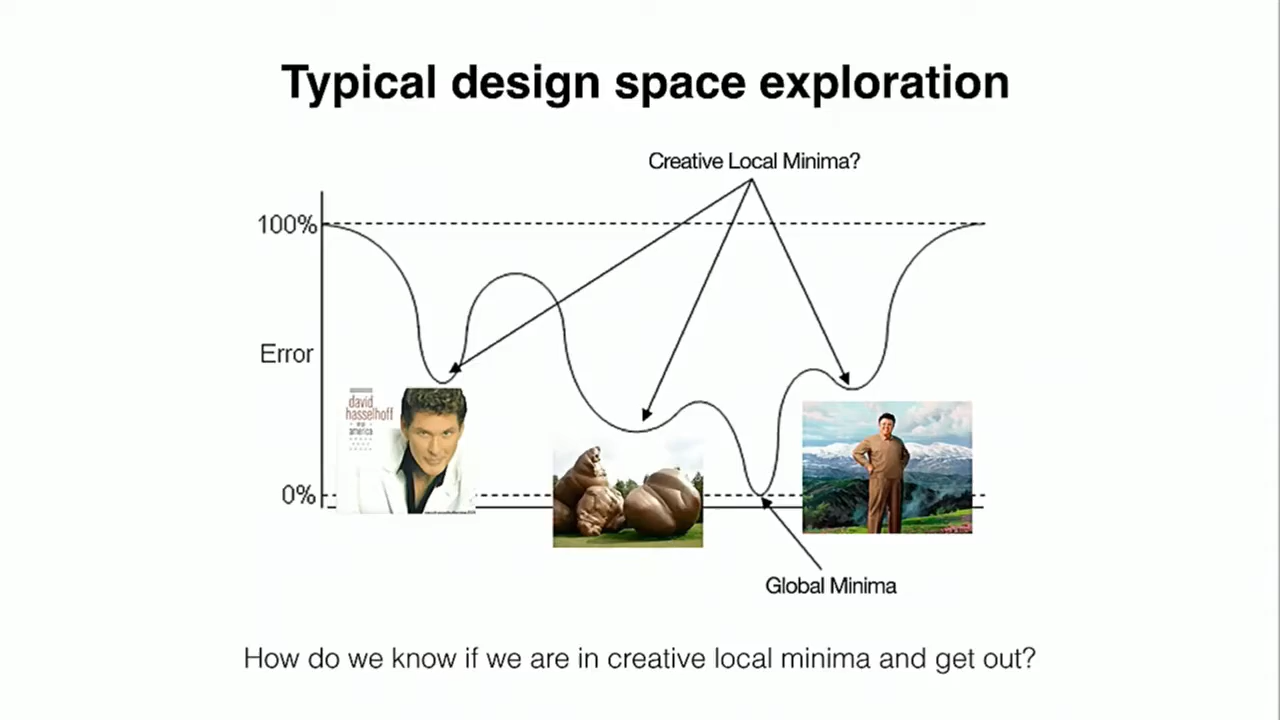 Typical design space exploration
Creative Local Minima?
100%
Error
david
hasselhoff
america
0%
Global Minima
How do we know if we are in creative local minima and get out?